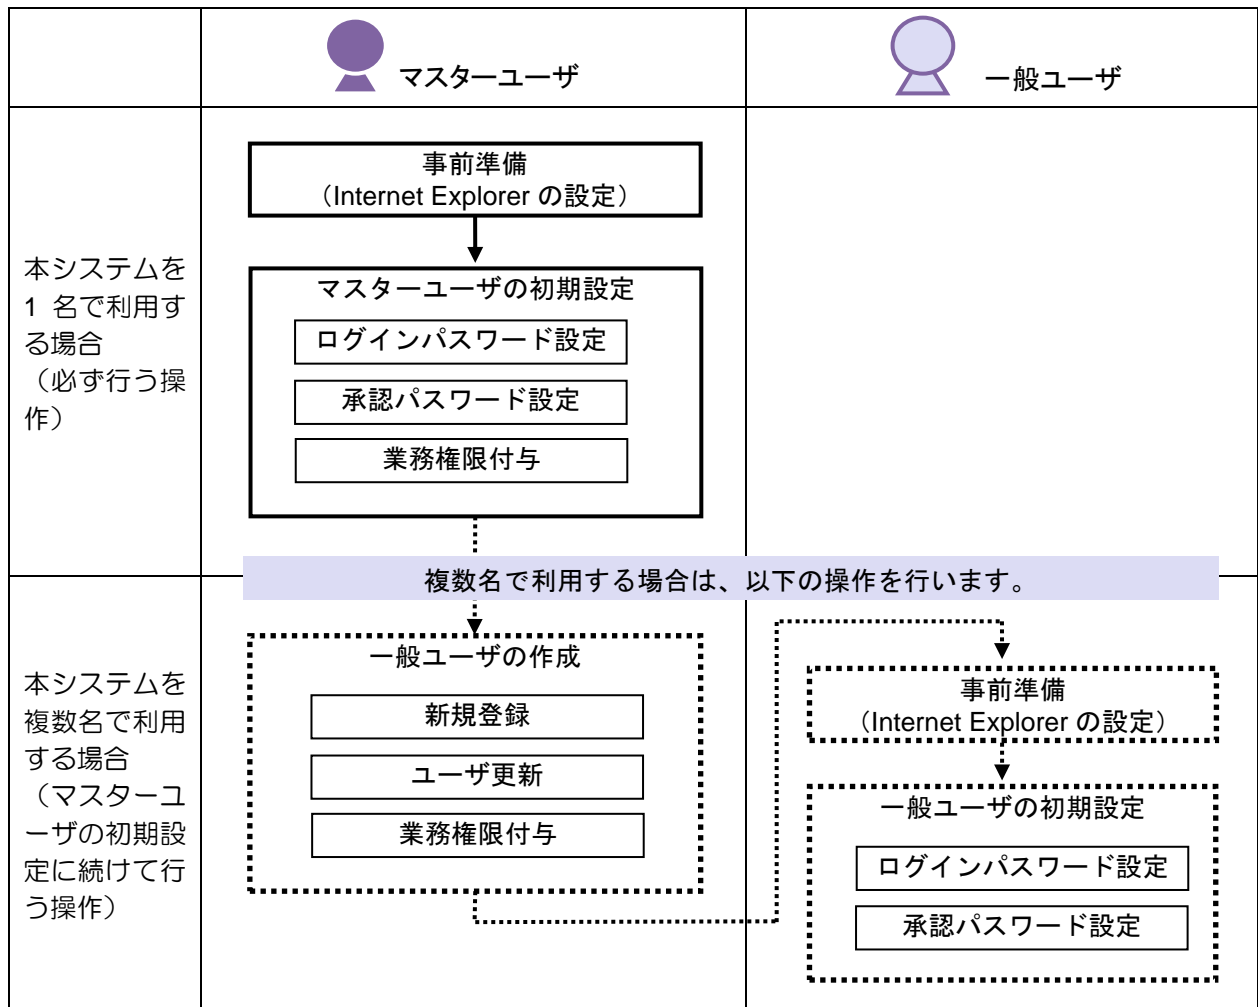 マスターユーザ
一般ユーザ
本システムを
1 名で利用す
る場合
（必ず行う操
作）
事前準備
（Internet Explorer の設定）
マスターユーザの初期設定
ログインパスワード設定
承認パスワード設定
業務権限付与
複数名で利用する場合は、以下の操作を行います。
本システムを
複数名で利用
する場合
（マスターユ
ーザの初期設
定に続けて行
う操作）
一般ユーザの作成
新規登録
ユーザ更新
業務権限付与
事前準備
（Internet Explorer の設定）
一般ユーザの初期設定
ログインパスワード設定
承認パスワード設定